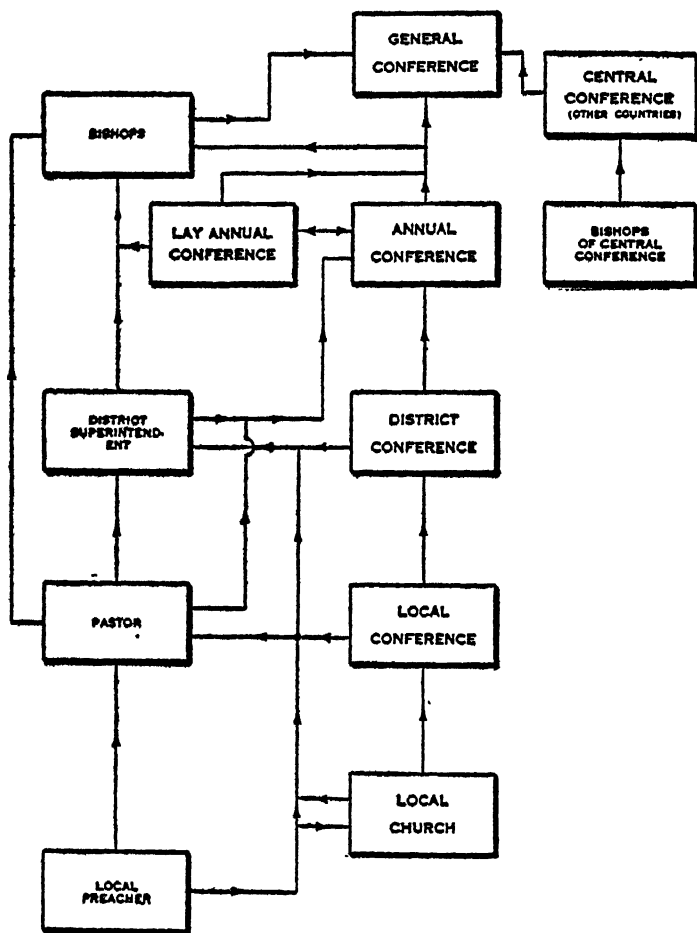 GENERAL
CONFERENCE
CENTRAL
CONFERENCE
(OTHER COUNTRIES)
BISHOPS
LAY ANNUAL
CONFERENCE
ANNUAL
CONFERENCE
BISHOPS
OF CENTRAL
CONFERENCE
DISTRICT
SUPERINTEND-
ENT
DISTRICT
CONFERENCE
PASTOR
LOCAL
CONFERENCE
LOCAL
CHURCH
LOCAL
PREACHER